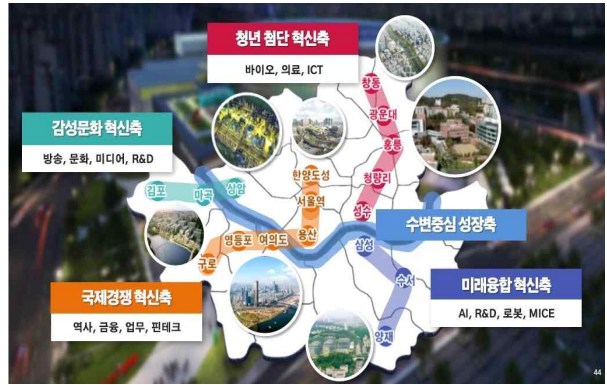 청년 첨단 혁신축
바이오, 의료, ICT
창동
광운대
홍릉
청량리
성수
감성문화 혁신축
방송, 문화, 미디어, R&D
김포
마곡
상암
한양도성
서울역
용산
여의도
영등포
구로
수변중심 성장축
삼성
수서
양재
국제경쟁 혁신축
역사, 금융, 업무, 핀테크
미래융합 혁신축
AI, R&D, 로봇, MICE
44